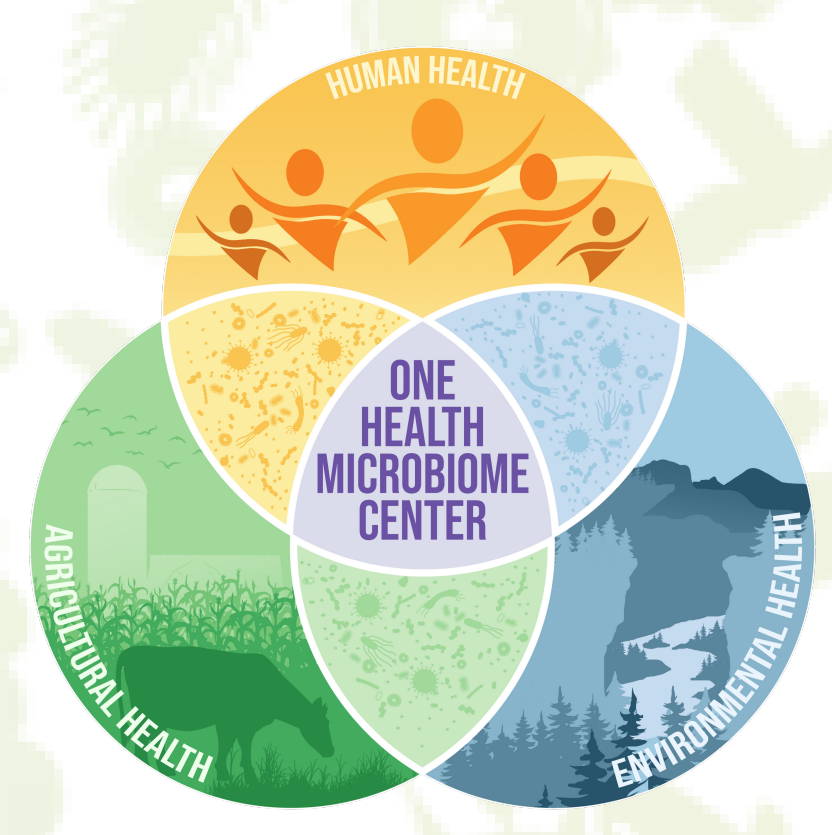 HUMAN HEALTH
ONE
HEALTH
MICROBIOME
CENTER
AGRICULTURAL HEALTH
ENVIRONMENTAL HEALTH